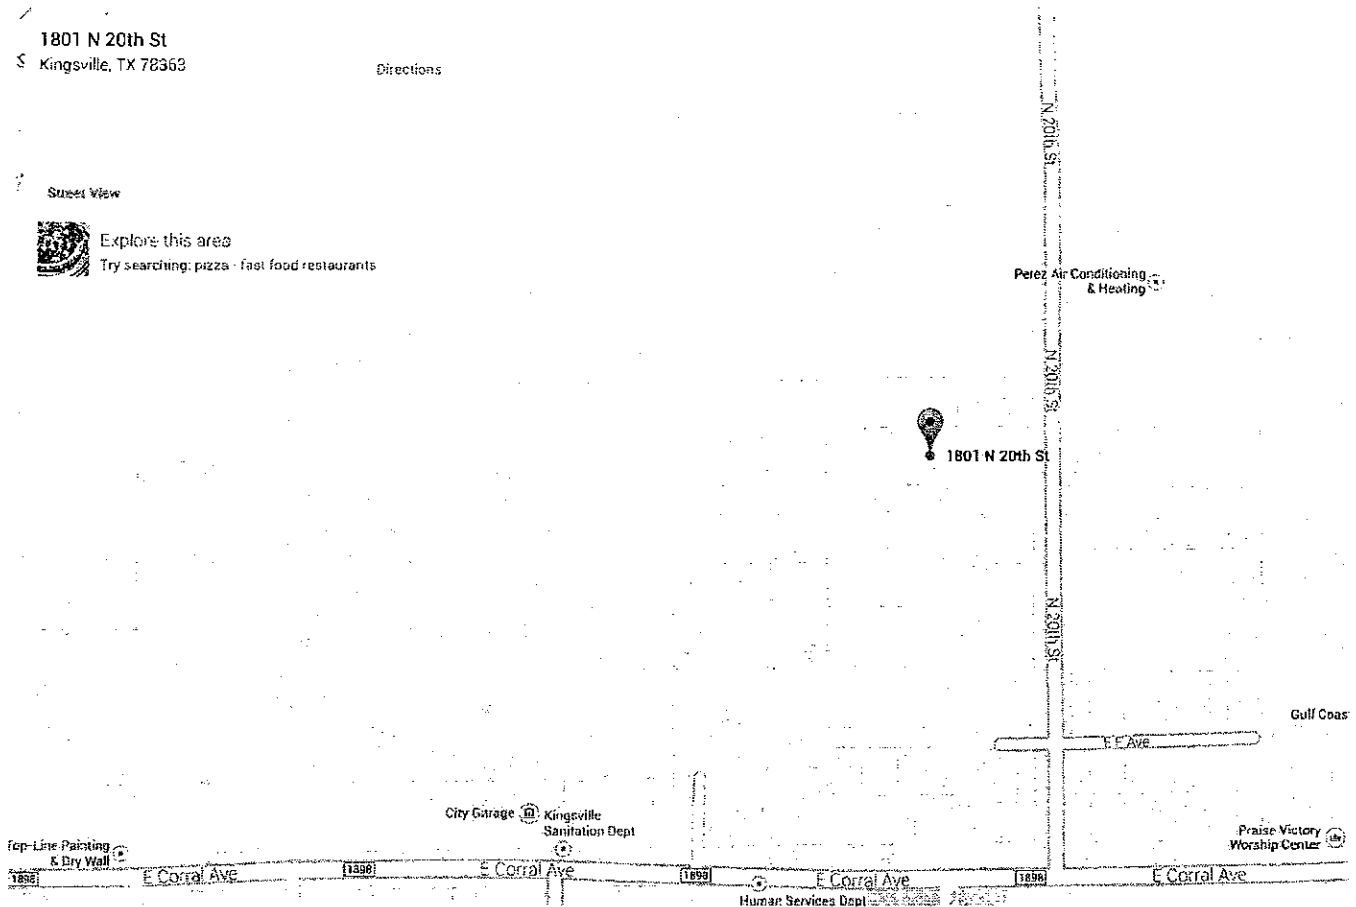 1801 N 20th St
Kingsville, TX 78363
Directions
Street View
Explore this area
Try searching: pizza · fast food restaurants
N 20th St
Perez Air Conditioning
& Heating
N 20th St
1801 N 20th St
N 20th St
Gulf Coas
E E Ave
City Garage
Kingsville
Sanitation Dept
Top-Line Painting
& Dry Wall
Praise Victory
Worship Center
1898
E Corral Ave
1898
E Corral Ave
1898
E Corral Ave
1898
E Corral Ave
Human Services Dept